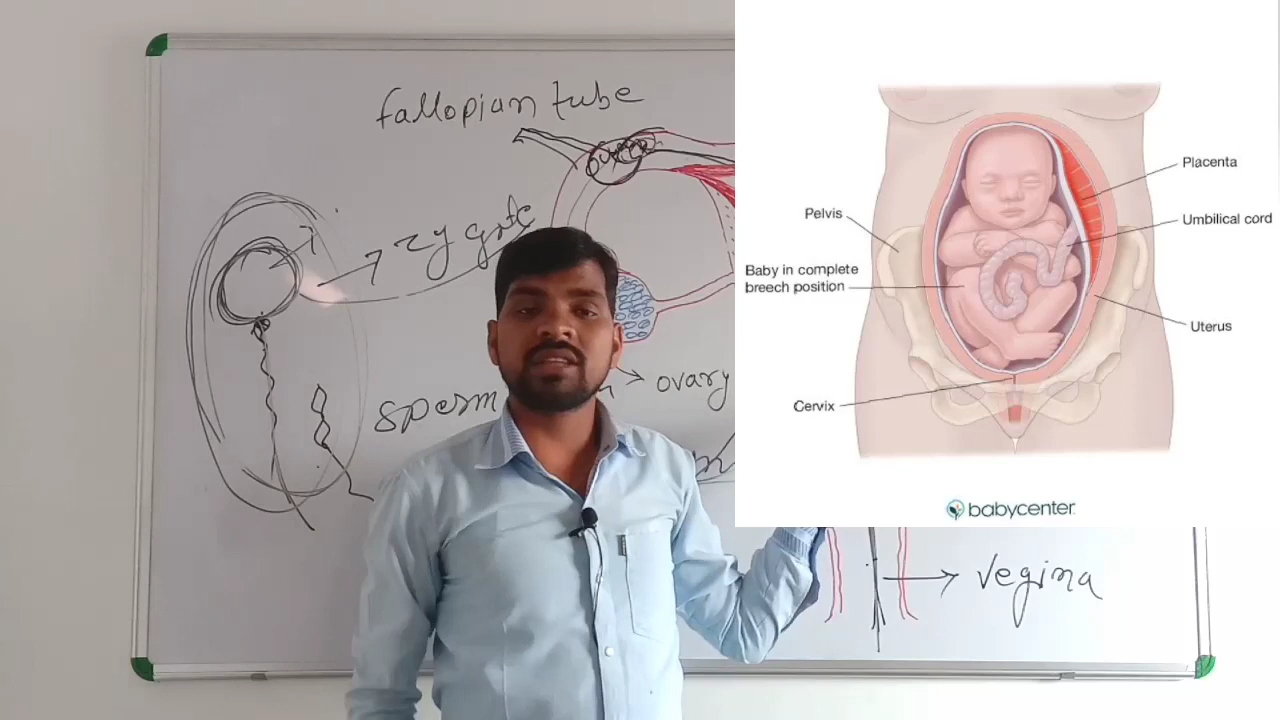 fallopian tube
zygote
sperm
ovary
vegina
Placenta
Umbilical cord
Pelvis
Baby in complete
breech position
Uterus
Cervix
babycenter